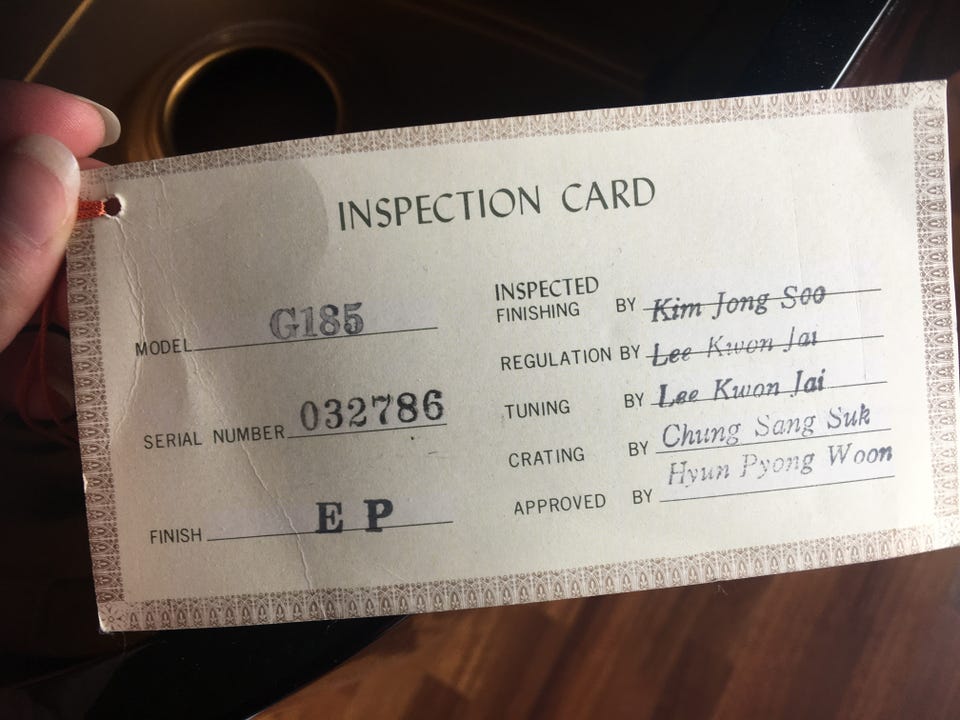 INSPECTION CARD
MODEL G185
SERIAL NUMBER 032786
FINISH E P
INSPECTED
FINISHING BY Kim Jong Soo
REGULATION BY Lee Kwon Jai
TUNING BY Lee Kwon Jai
CRATING BY Chung Sang Suk
APPROVED BY Hyun Pyong Woon